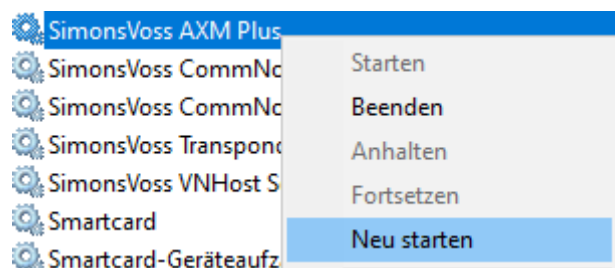 SimonsVoss AXM Plus
SimonsVoss CommNo
SimonsVoss CommNo
SimonsVoss Transpond
SimonsVoss VNHost S
Smartcard
Smartcard-Geräteaufz
Starten
Beenden
Anhalten
Fortsetzen
Neu starten